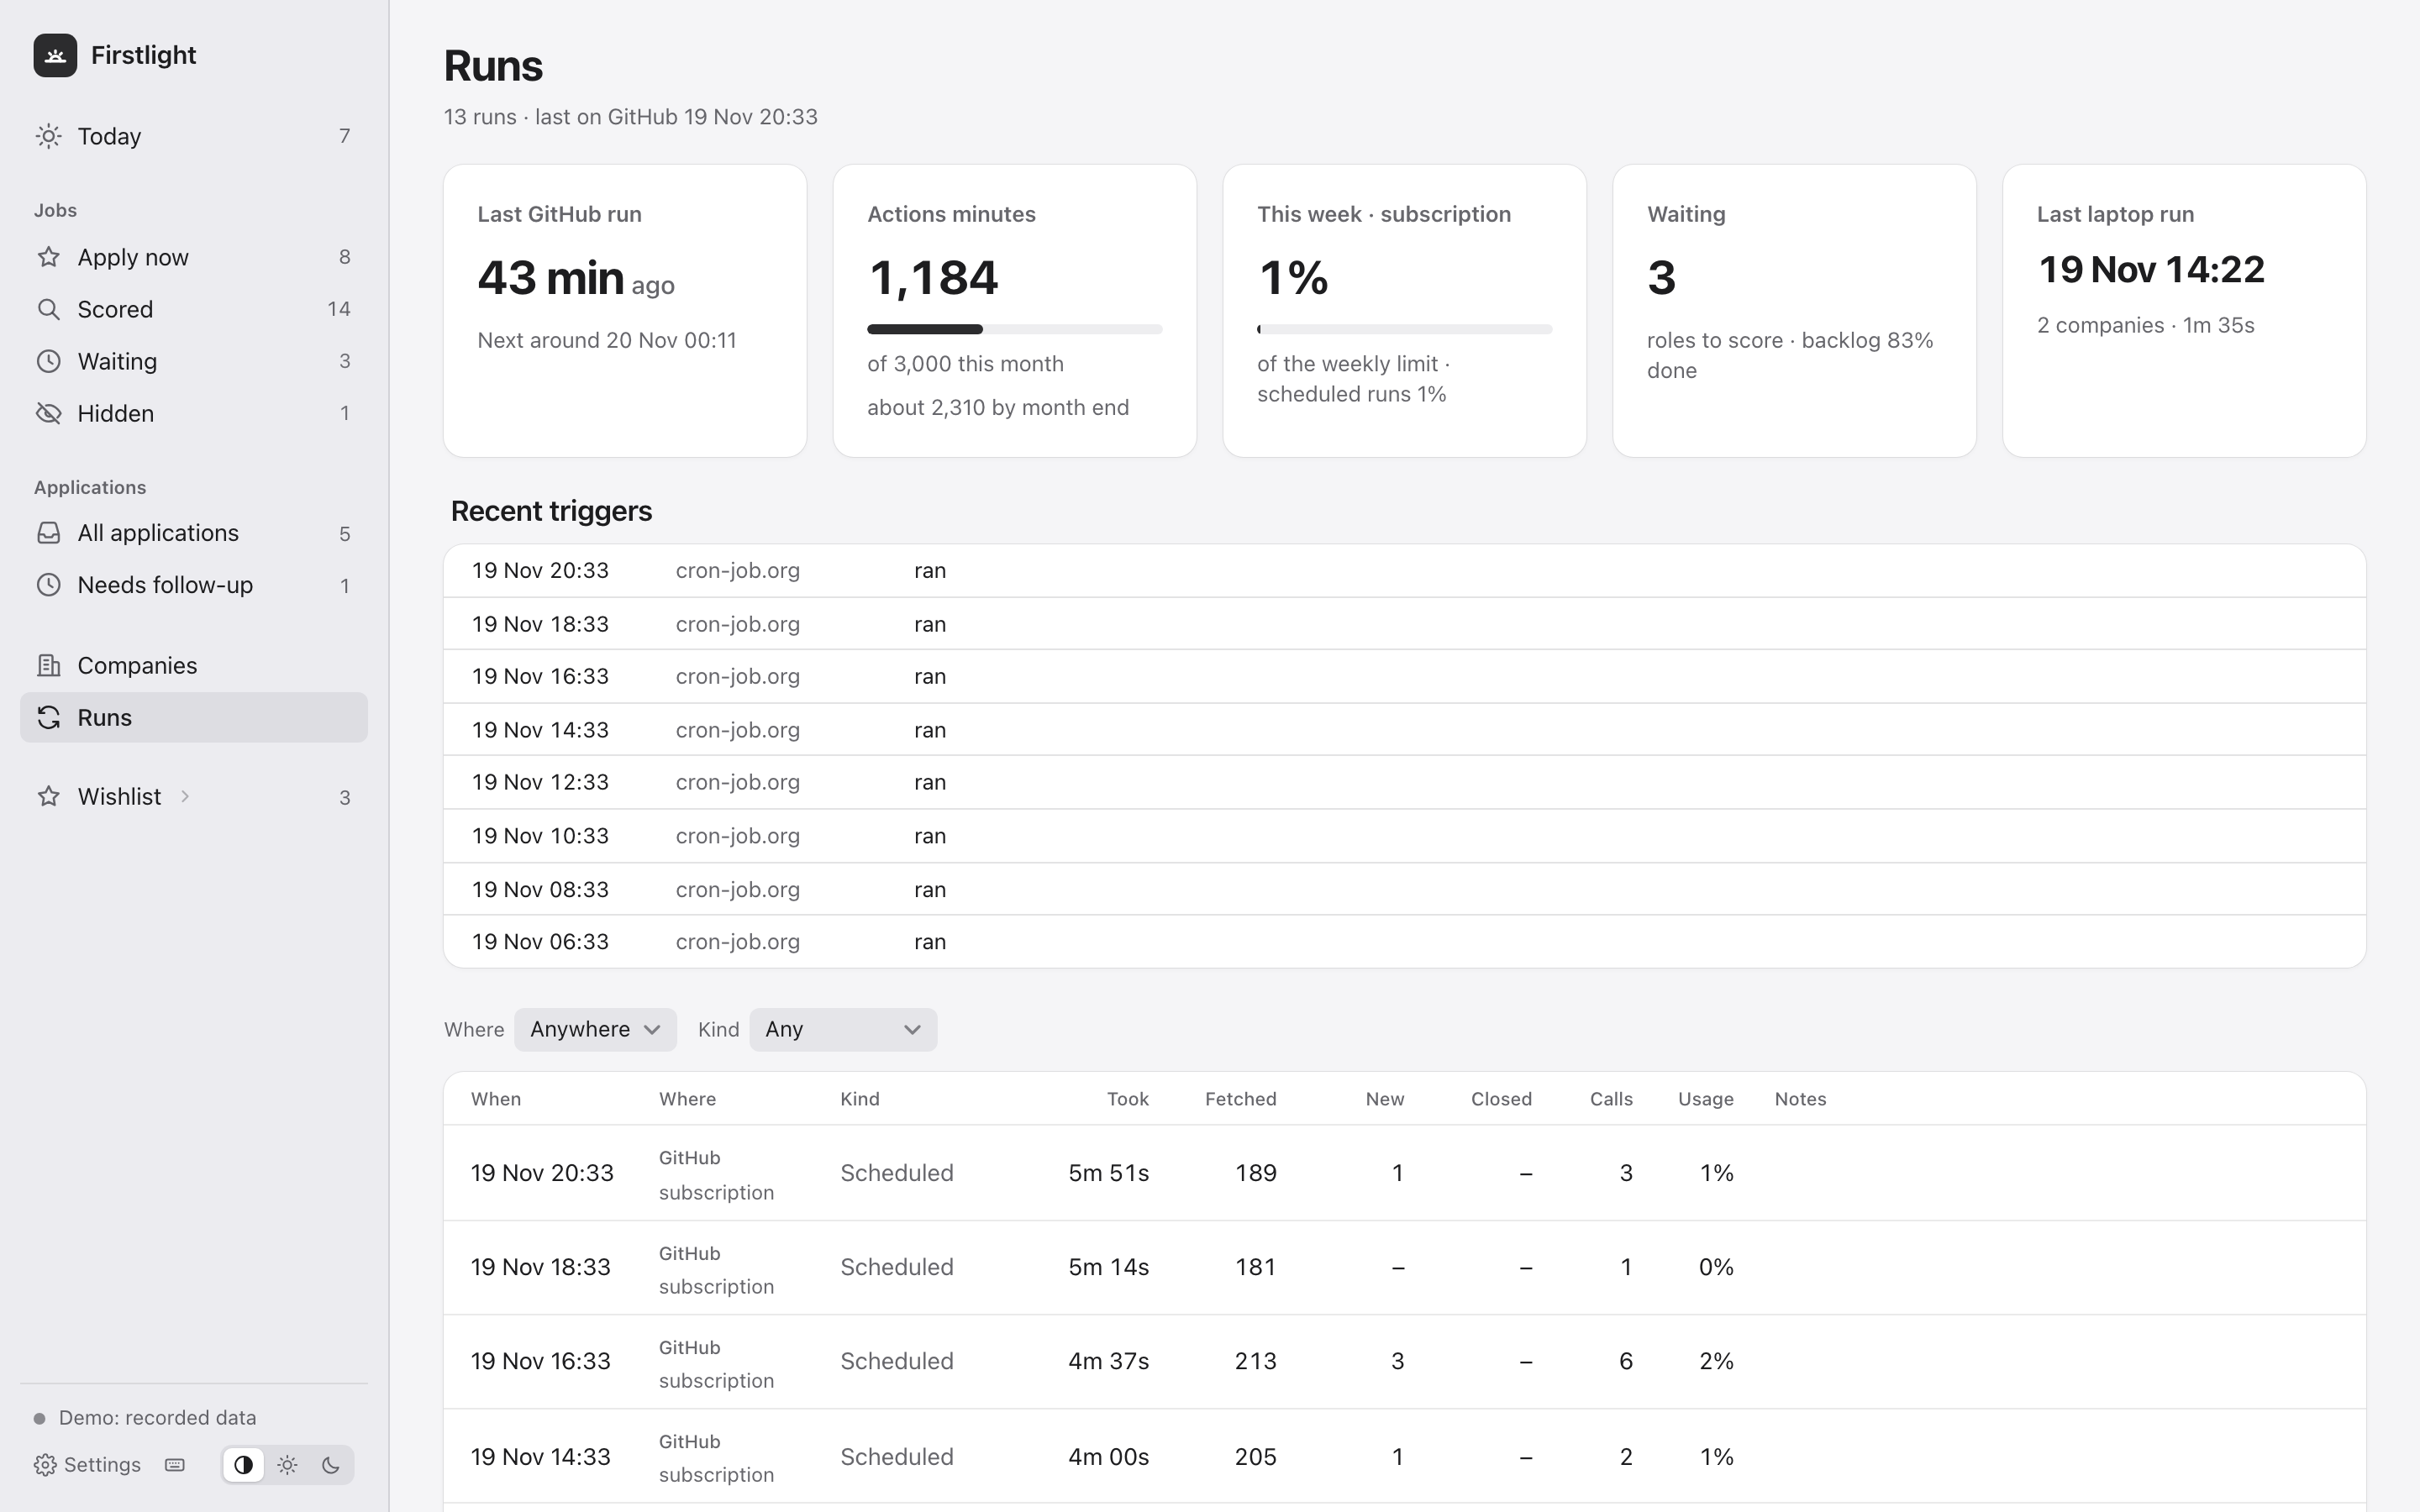 Firstlight
Today 7
Jobs
Apply now 8
Scored 14
Waiting 3
Hidden 1
Applications
All applications 5
Needs follow-up 1
Companies
Runs
Wishlist 3
Demo: recorded data
Settings
Runs
13 runs · last on GitHub 19 Nov 20:33
Last GitHub run
43 min ago
Next around 20 Nov 00:11
Actions minutes
1,184
of 3,000 this month
about 2,310 by month end
This week · subscription
1%
of the weekly limit ·
scheduled runs 1%
Waiting
3
roles to score · backlog 83%
done
Last laptop run
19 Nov 14:22
2 companies · 1m 35s
Recent triggers
19 Nov 20:33 cron-job.org ran
19 Nov 18:33 cron-job.org ran
19 Nov 16:33 cron-job.org ran
19 Nov 14:33 cron-job.org ran
19 Nov 12:33 cron-job.org ran
19 Nov 10:33 cron-job.org ran
19 Nov 08:33 cron-job.org ran
19 Nov 06:33 cron-job.org ran
Where Anywhere Kind Any
When Where Kind Took Fetched New Closed Calls Usage Notes
19 Nov 20:33 GitHub subscription Scheduled 5m 51s 189 1 – 3 1%
19 Nov 18:33 GitHub subscription Scheduled 5m 14s 181 – – 1 0%
19 Nov 16:33 GitHub subscription Scheduled 4m 37s 213 3 – 6 2%
19 Nov 14:33 GitHub subscription Scheduled 4m 00s 205 1 – 2 1%